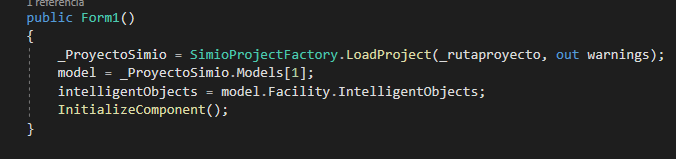 1 referencia
public Form1()
{
_ProyectoSimio = SimioProjectFactory.LoadProject(_rutaproyecto, out warnings);
model = _ProyectoSimio.Models[1];
intelligentObjects = model.Facility.IntelligentObjects;
InitializeComponent();
}